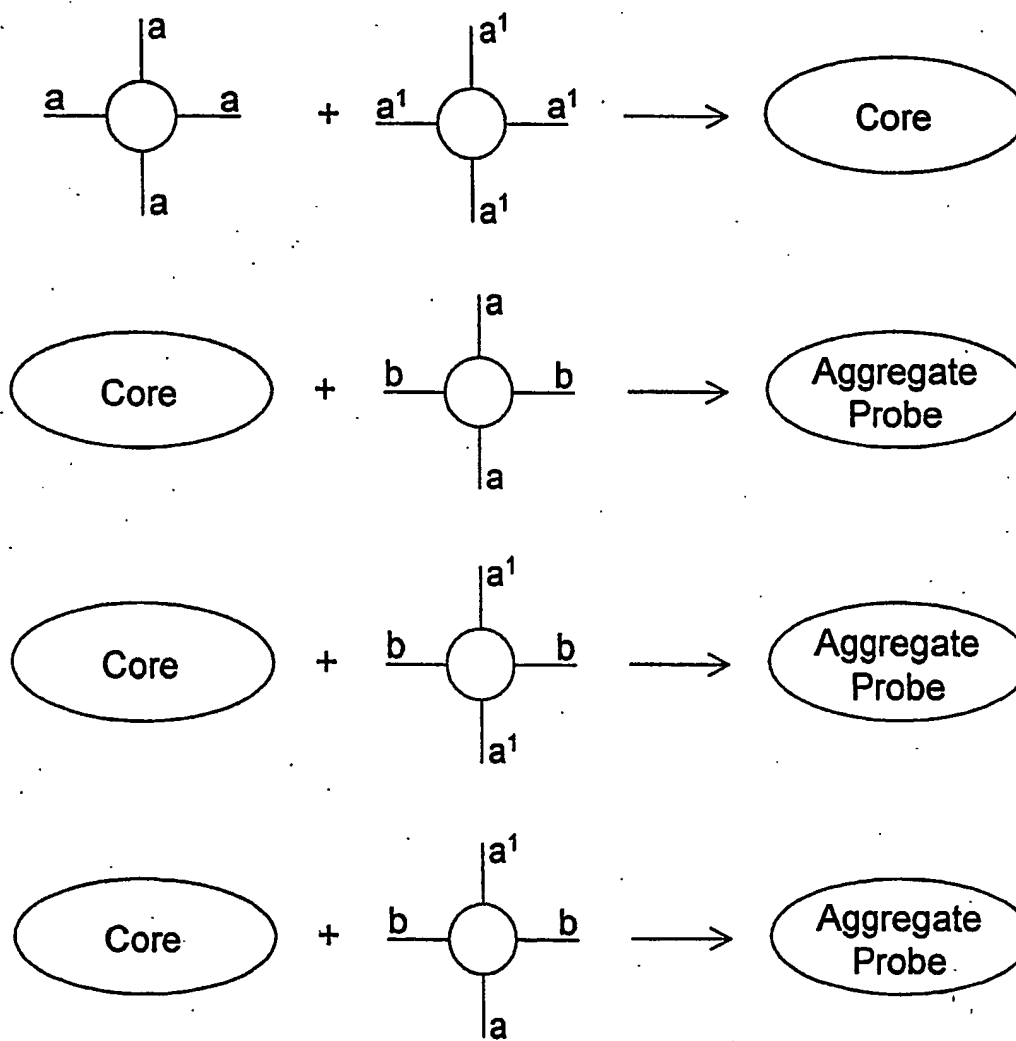 a a¹
a a + a¹ a¹ → Core
a a¹
a
Core + b b → Aggregate
Probe
a
a¹
Core + b b → Aggregate
Probe
a¹
a¹
Core + b b → Aggregate
Probe
a